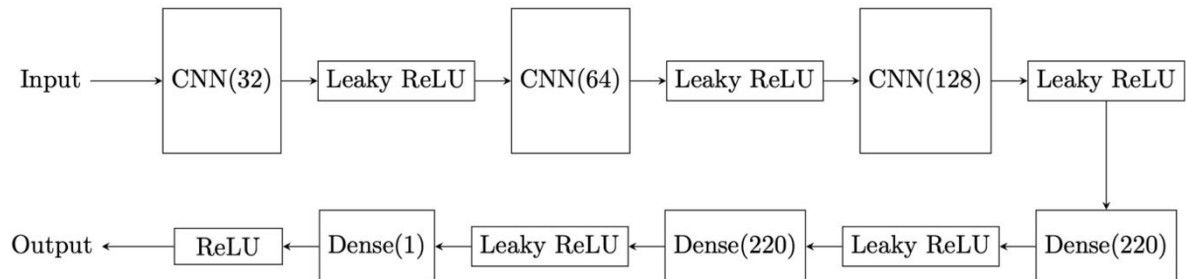 Input
CNN(32)
Leaky ReLU
CNN(64)
Leaky ReLU
CNN(128)
Leaky ReLU
Dense(220)
Leaky ReLU
Dense(220)
Leaky ReLU
Dense(1)
ReLU
Output